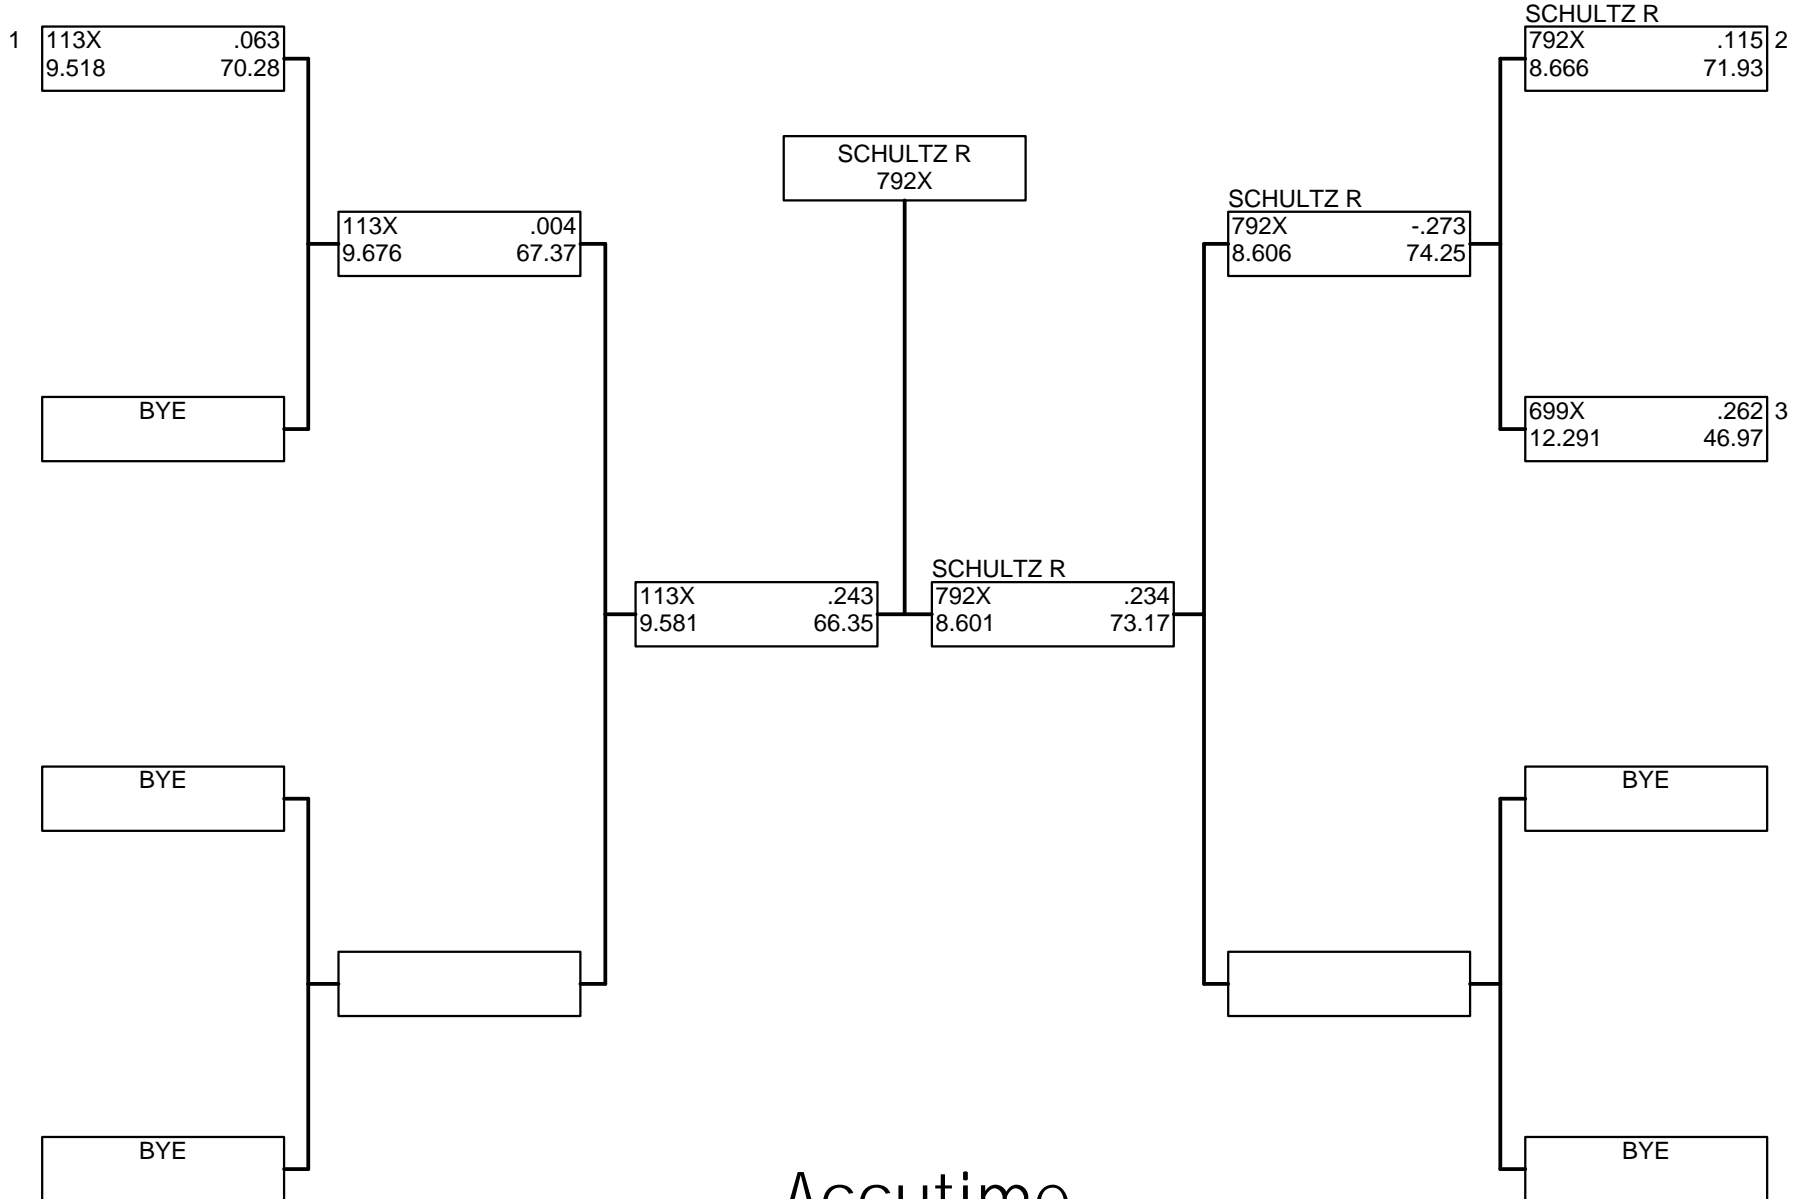 SCHULTZ R
1 113X .063
9.518 70.28
792X .115 2
8.666 71.93
SCHULTZ R
792X
SCHULTZ R
113X .004
9.676 67.37
792X -.273
8.606 74.25
BYE
699X .262 3
12.291 46.97
SCHULTZ R
113X .243
9.581 66.35
792X .234
8.601 73.17
BYE
BYE
BYE
BYE
Accutime